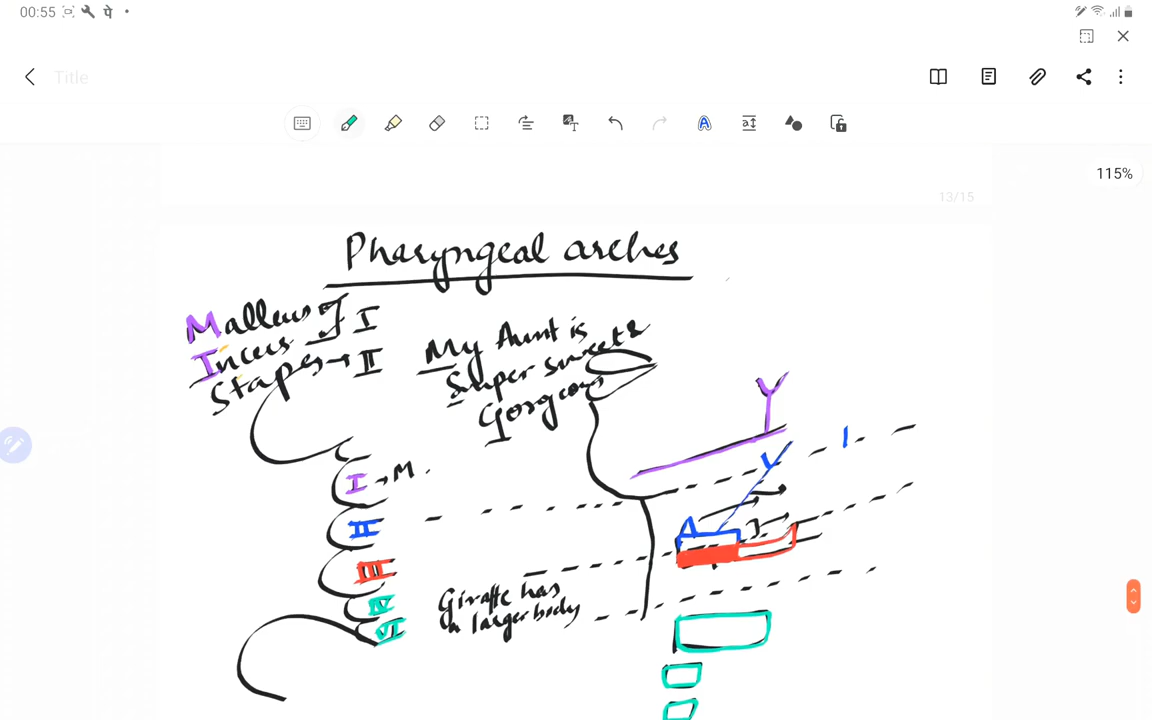 00:55
Title
115%
13/15
Pharyngeal arches
Malleus
Incus
I
Stapes → II
My Aunt is
Super sweet &
Gorgeous
I → M
II
III
IV
VI
Giraffe has
a larger body
A
I